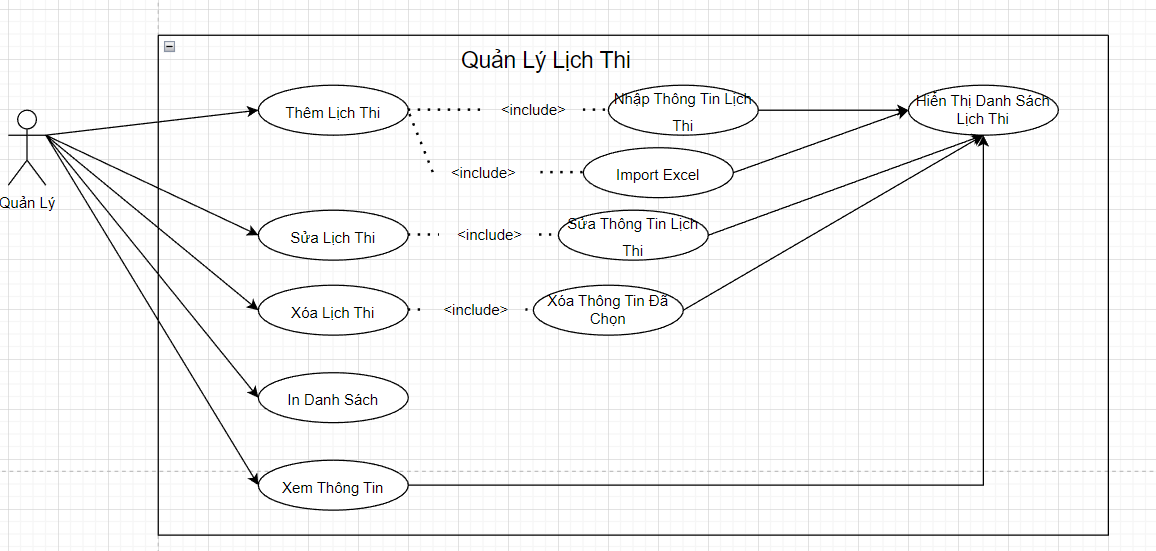 Quản Lý Lịch Thi
Thêm Lịch Thi
<include>
Nhập Thông Tin Lịch
Thi
Hiển Thị Danh Sách
Lịch Thi
<include>
Import Excel
Quản Lý
Sửa Lịch Thi
<include>
Sửa Thông Tin Lịch
Thi
Xóa Lịch Thi
<include>
Xóa Thông Tin Đã
Chọn
In Danh Sách
Xem Thông Tin